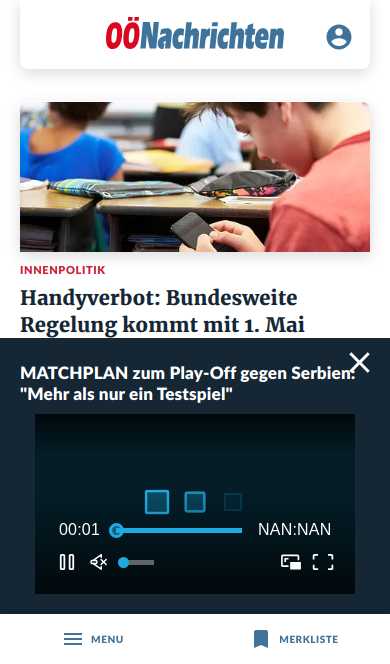 OÖNachrichten
INNENPOLITIK
Handyverbot: Bundesweite
Regelung kommt mit 1. Mai
MATCHPLAN zum Play-Off gegen Serbien:
"Mehr als nur ein Testspiel"
00:01
NAN:NAN
MENU
MERKLISTE